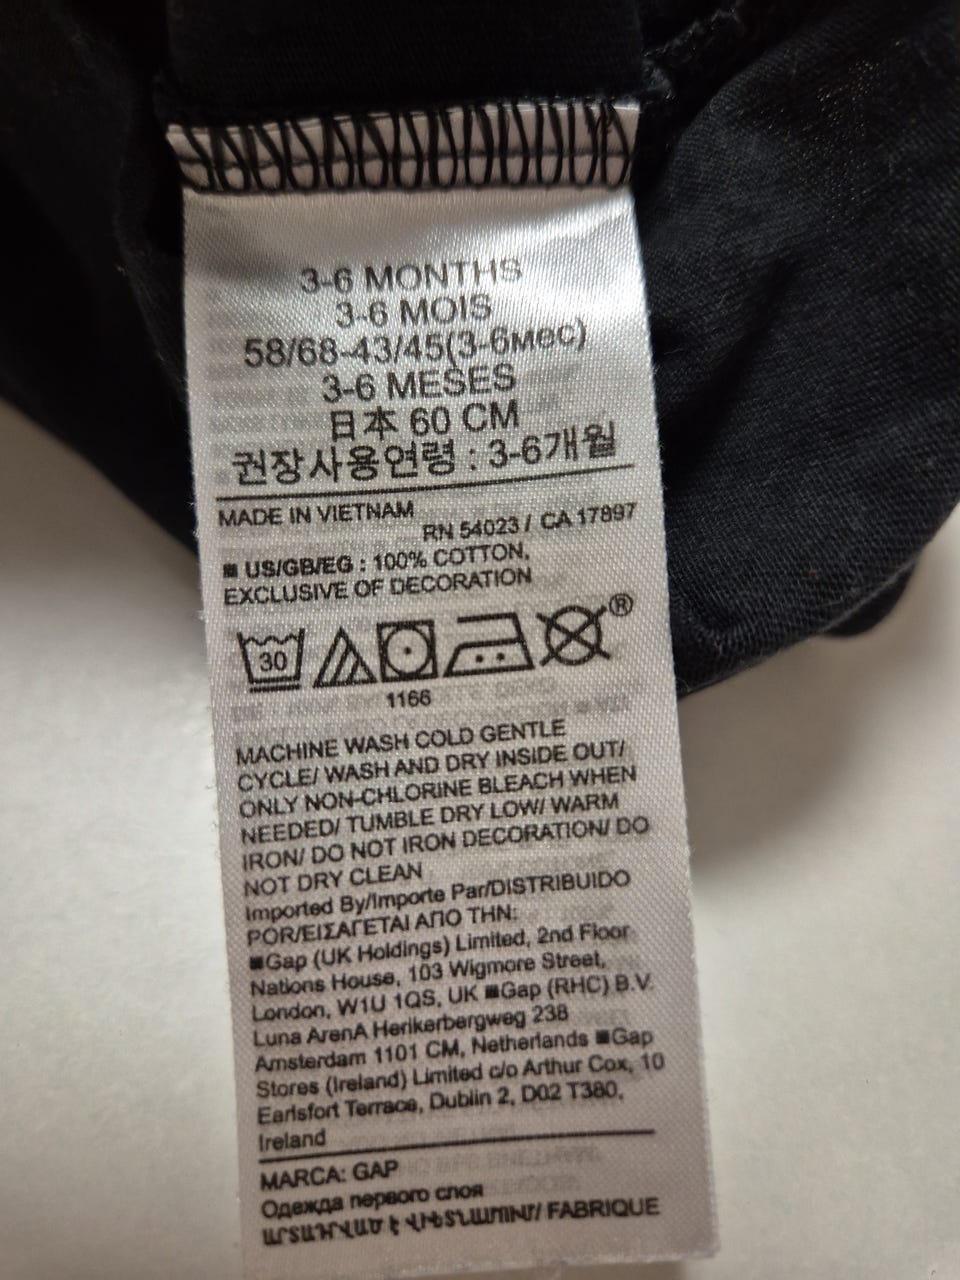 3-6 MONTHS
3-6 MOIS
58/68-43/45(3-6мес)
3-6 MESES
日本 60 CM
권장사용연령 : 3-6개월
MADE IN VIETNAM
RN 54023 / CA 17897
■ US/GB/EG : 100% COTTON,
EXCLUSIVE OF DECORATION
30
®
1166
MACHINE WASH COLD GENTLE
CYCLE/ WASH AND DRY INSIDE OUT/
ONLY NON-CHLORINE BLEACH WHEN
NEEDED/ TUMBLE DRY LOW/ WARM
IRON/ DO NOT IRON DECORATION/ DO
NOT DRY CLEAN
Imported By/Importe Par/DISTRIBUIDO
POR/ΕΙΣΑΓΕΤΑΙ ΑΠΟ ΤΗΝ:
■Gap (UK Holdings) Limited, 2nd Floor
Nations House, 103 Wigmore Street,
London, W1U 1QS, UK ■Gap (RHC) B.V.
Luna ArenA Herikerbergweg 238
Amsterdam 1101 CM, Netherlands ■Gap
Stores (Ireland) Limited c/o Arthur Cox, 10
Earlsfort Terrace, Dublin 2, D02 T380,
Ireland
MARCA: GAP
Одежда первого слоя
ԱՐՏԱԴՐՎԱԾ Է ՎԻԵՏՆԱՄՈՒՄ/ FABRIQUE